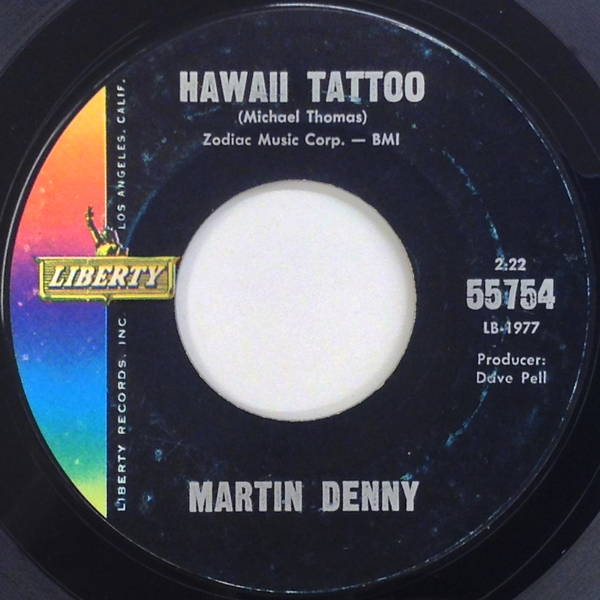 HAWAII TATTOO
(Michael Thomas)
Zodiac Music Corp. — BMI
LIBERTY RECORDS, INC. LOS ANGELES, CALIF.
LIBERTY
2:22
55754
LB-1977
Producer:
Dave Pell
MARTIN DENNY